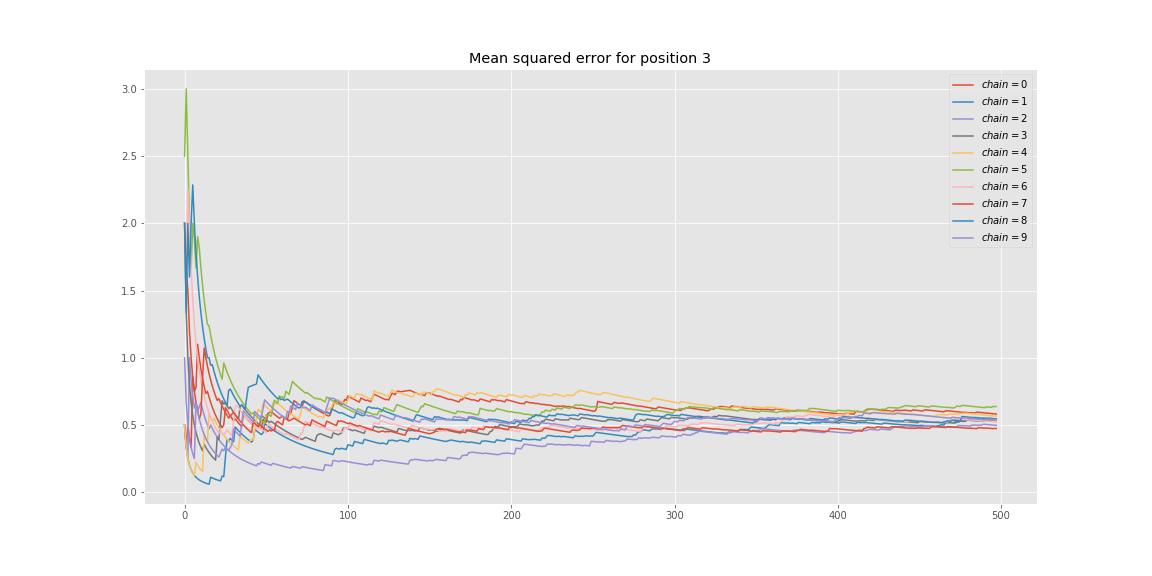 Mean squared error for position 3
3.0
2.5
2.0
1.5
1.0
0.5
0.0
0
100
200
300
400
500
chain = 0
chain = 1
chain = 2
chain = 3
chain = 4
chain = 5
chain = 6
chain = 7
chain = 8
chain = 9